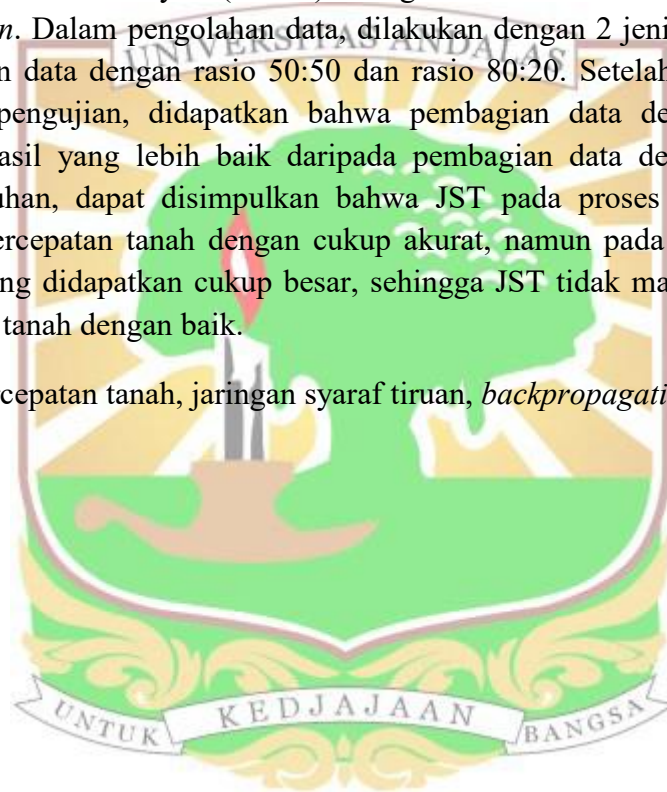 n. Dalam pengolahan data, dilakukan dengan 2 jeni
UNIVERSITAS ANDALAS
n data dengan rasio 50:50 dan rasio 80:20. Setelah
pengujian, didapatkan bahwa pembagian data de
asil yang lebih baik daripada pembagian data de
uhan, dapat disimpulkan bahwa JST pada proses
ercepatan tanah dengan cukup akurat, namun pada
ng didapatkan cukup besar, sehingga JST tidak ma
tanah dengan baik.
rcepatan tanah, jaringan syaraf tiruan, backpropagati
UNTUK KEDJAJAAN BANGSA